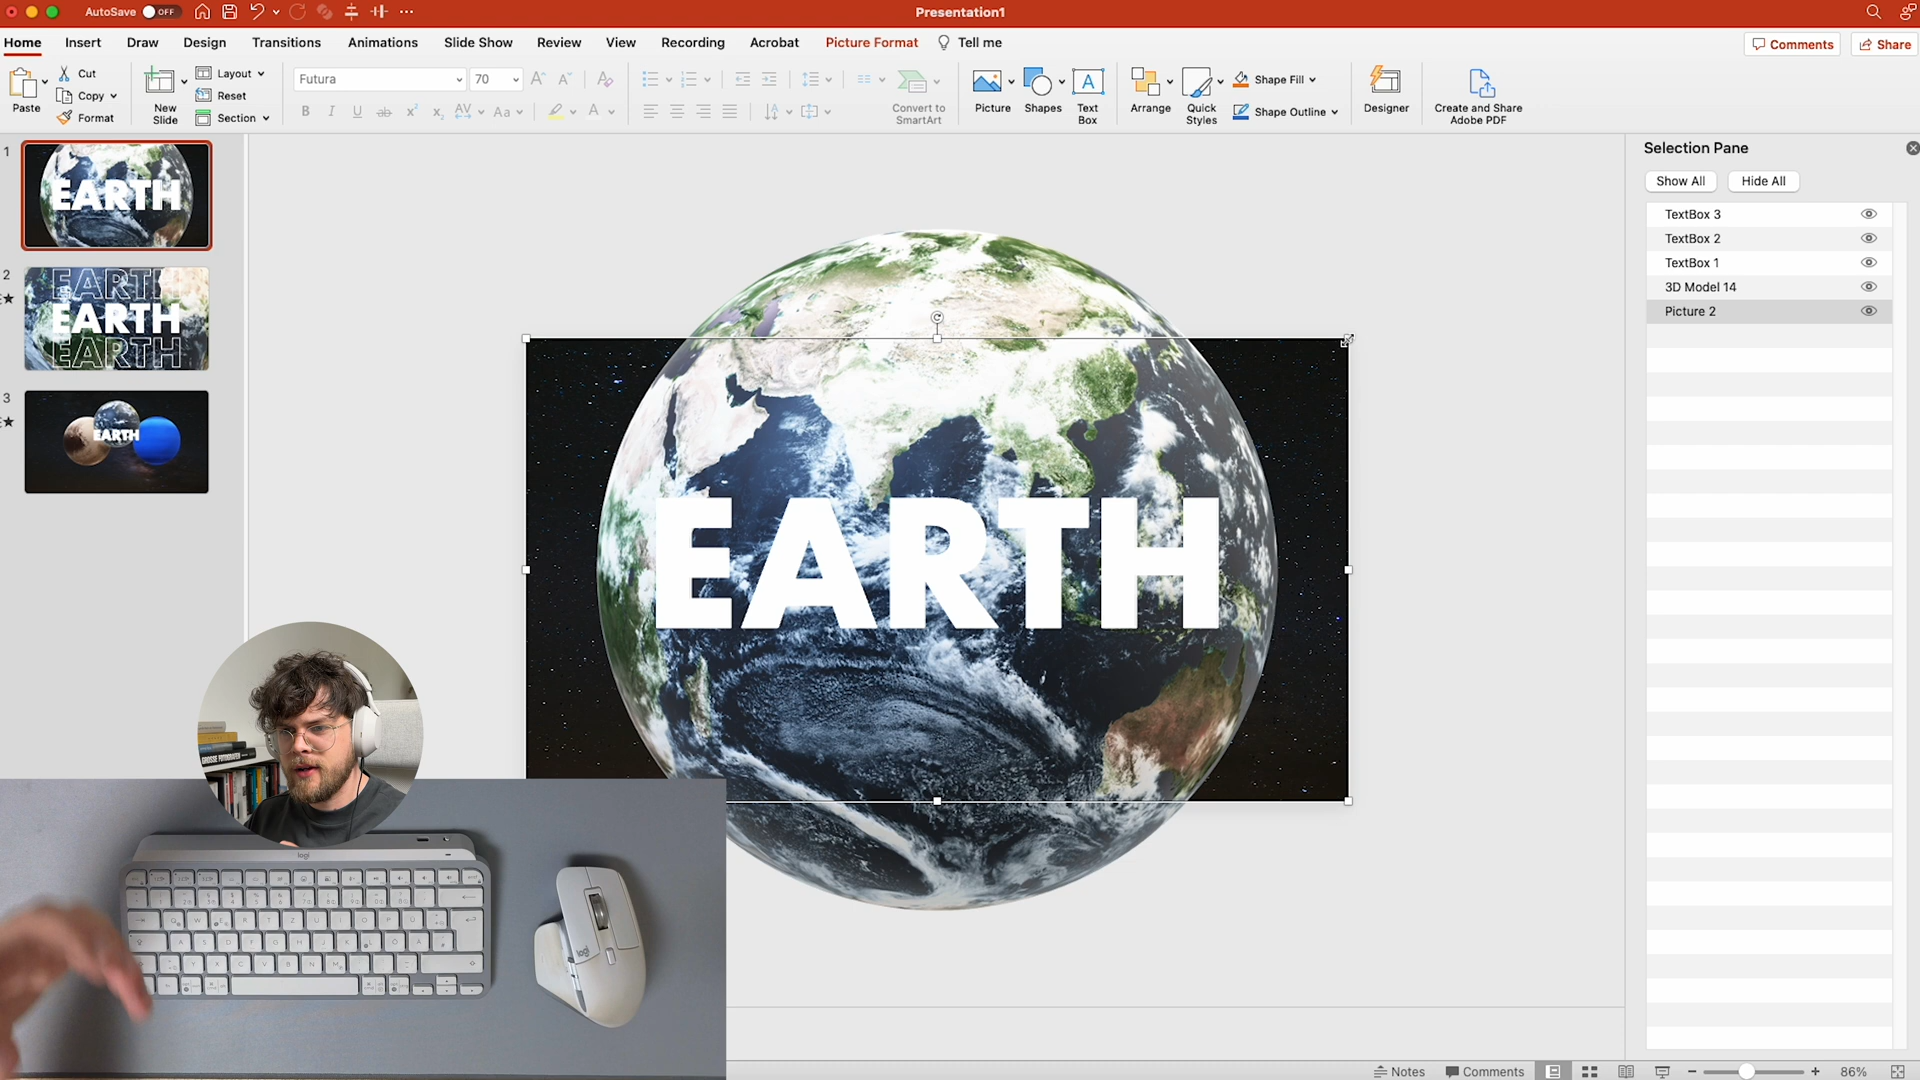 AutoSave OFF
Presentation1
Home Insert Draw Design Transitions Animations Slide Show Review View Recording Acrobat Picture Format Tell me
Comments Share
Paste
Cut
Copy
Format
New Slide
Layout
Reset
Section
Futura 70
Convert to SmartArt
Picture
Shapes
Text Box
Arrange
Quick Styles
Shape Fill
Shape Outline
Designer
Create and Share Adobe PDF
1
EARTH
2
EARTH
EARTH
EARTH
3
EARTH
EARTH
Selection Pane
Show All Hide All
TextBox 3
TextBox 2
TextBox 1
3D Model 14
Picture 2
GROSSE FOTOGRAFEN
logi
logi
Notes Comments 86%